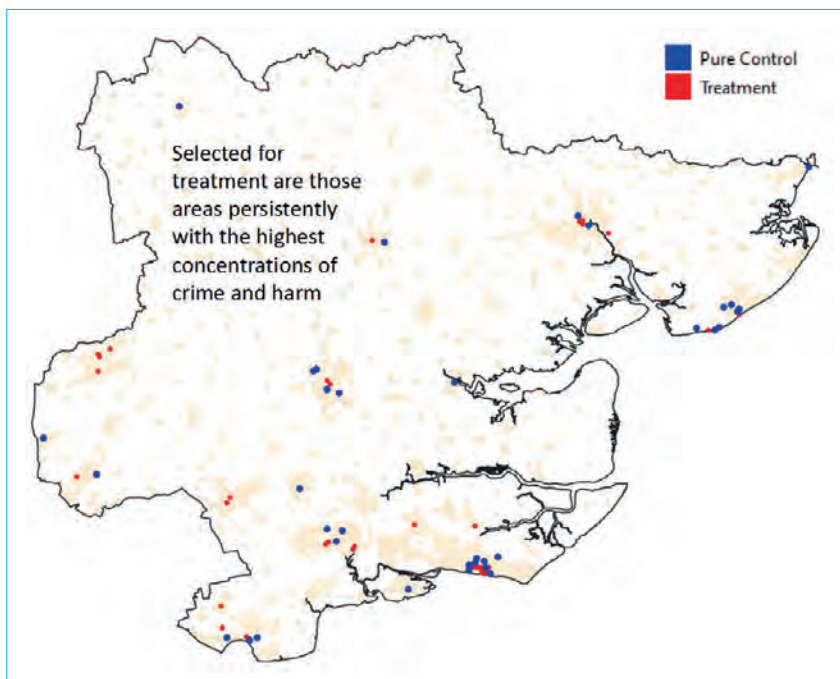 Pure Control
Treatment
Selected for
treatment are those
areas persistently
with the highest
concentrations of
crime and harm